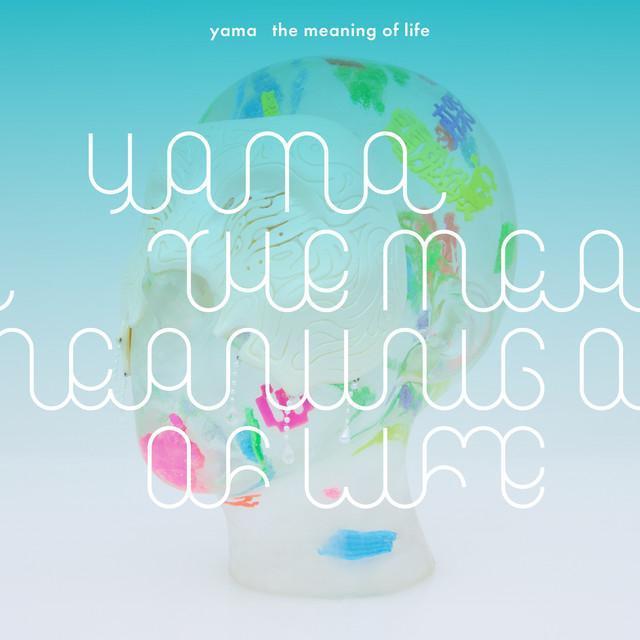 yama the meaning of life
yama
the mea
meaning o
of life